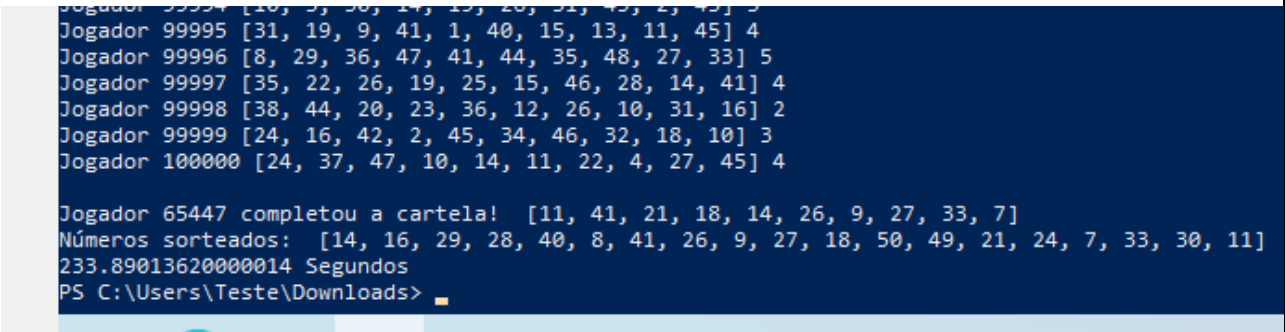 Jogador 99995 [31, 19, 9, 41, 1, 40, 15, 13, 11, 45] 4
Jogador 99996 [8, 29, 36, 47, 41, 44, 35, 48, 27, 33] 5
Jogador 99997 [35, 22, 26, 19, 25, 15, 46, 28, 14, 41] 4
Jogador 99998 [38, 44, 20, 23, 36, 12, 26, 10, 31, 16] 2
Jogador 99999 [24, 16, 42, 2, 45, 34, 46, 32, 18, 10] 3
Jogador 100000 [24, 37, 47, 10, 14, 11, 22, 4, 27, 45] 4
Jogador 65447 completou a cartela!  [11, 41, 21, 18, 14, 26, 9, 27, 33, 7]
Números sorteados:  [14, 16, 29, 28, 40, 8, 41, 26, 9, 27, 18, 50, 49, 21, 24, 7, 33, 30, 11]
233.89013620000014 Segundos
PS C:\Users\Teste\Downloads>